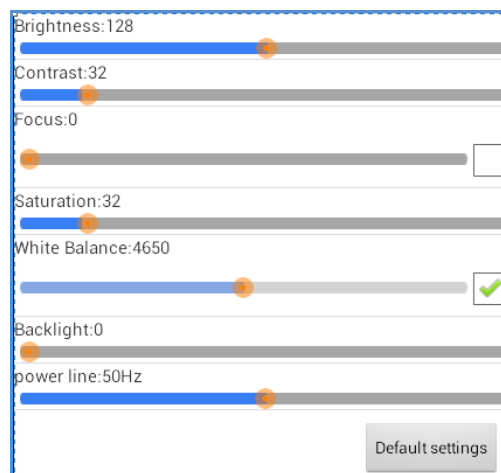 Brightness:128
Contrast:32
Focus:0
Saturation:32
White Balance:4650
Backlight:0
power line:50Hz
Default settings